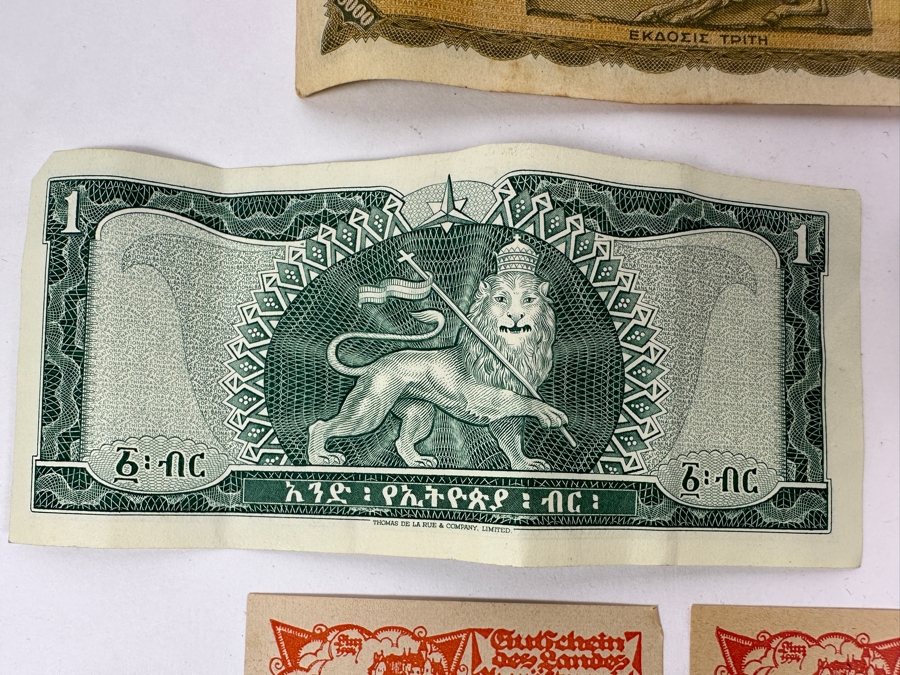 5000
ΕΚΔΟΣΙΣ ΤΡΙΤΗ
1
1
፩፡ብር
፩፡ብር
አንድ ፡ የኢትዮጵያ ፡ ብር ፡
THOMAS DE LA RUE & COMPANY, LIMITED.
Gutschein
des Landes